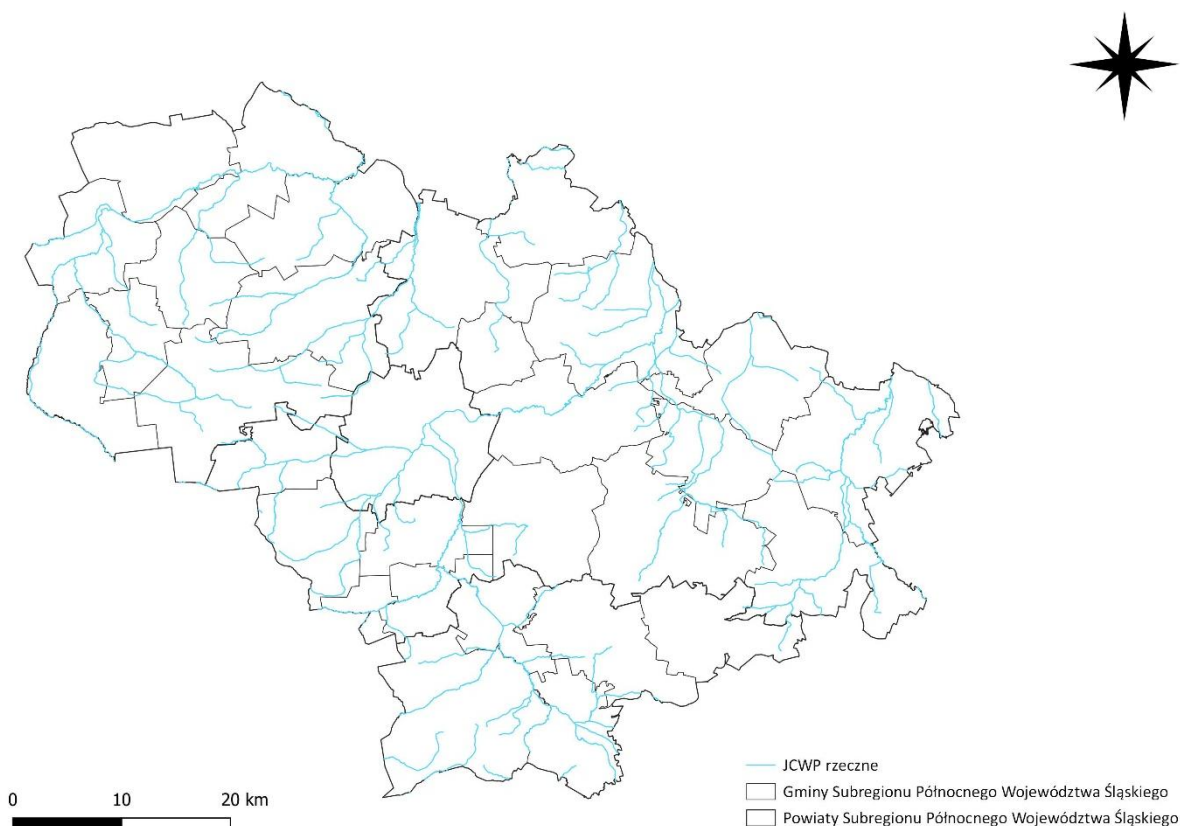 JCWP rzeczne
Gminy Subregionu Północnego Województwa Śląskiego
Powiaty Subregionu Północnego Województwa Śląskiego
0 10 20 km